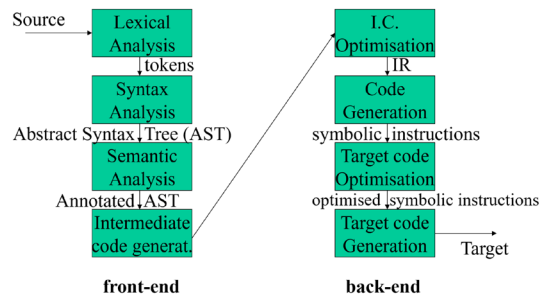 Source
Lexical
Analysis
tokens
Syntax
Analysis
Abstract Syntax Tree (AST)
Semantic
Analysis
Annotated AST
Intermediate
code generat.
front-end
I.C.
Optimisation
IR
Code
Generation
symbolic instructions
Target code
Optimisation
optimised symbolic instructions
Target code
Generation
Target
back-end